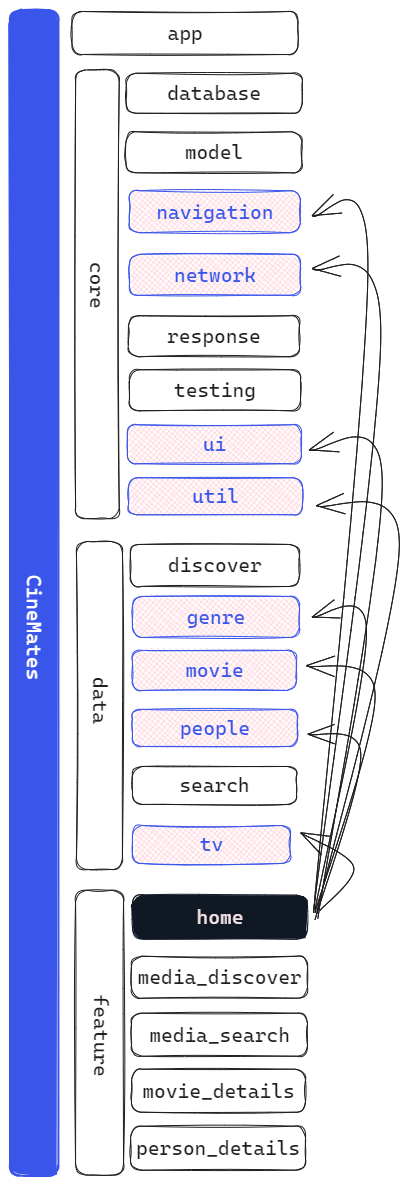 CineMates
app
core
database
model
navigation
network
response
testing
ui
util
data
discover
genre
movie
people
search
tv
feature
home
media_discover
media_search
movie_details
person_details